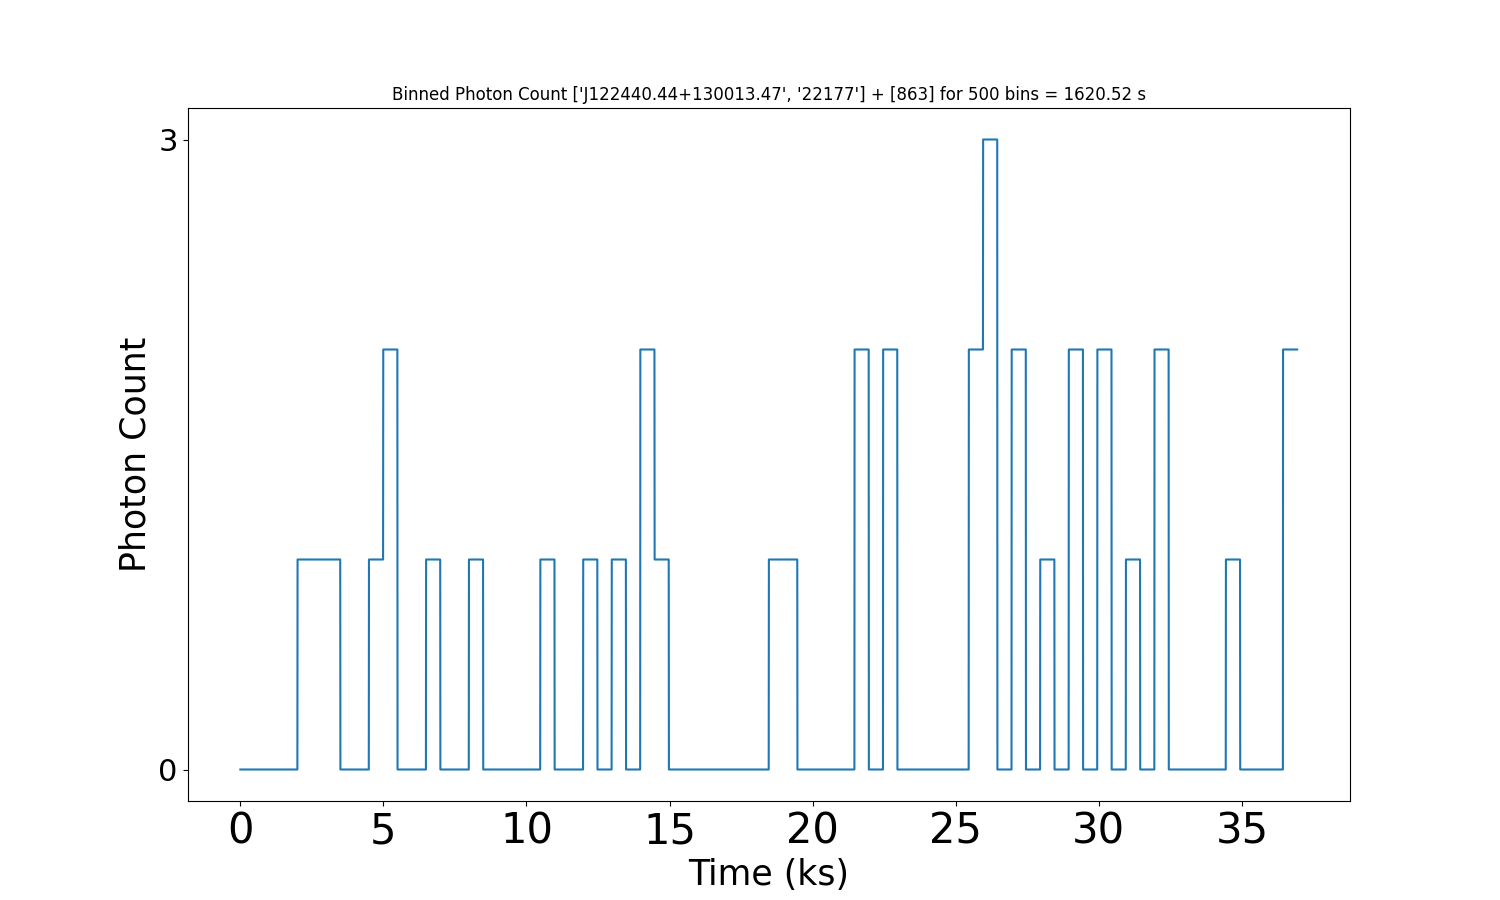 Binned Photon Count ['J122440.44+130013.47', '22177'] + [863] for 500 bins = 1620.52 s
3
Photon Count
0
0 5 10 15 20 25 30 35
Time (ks)